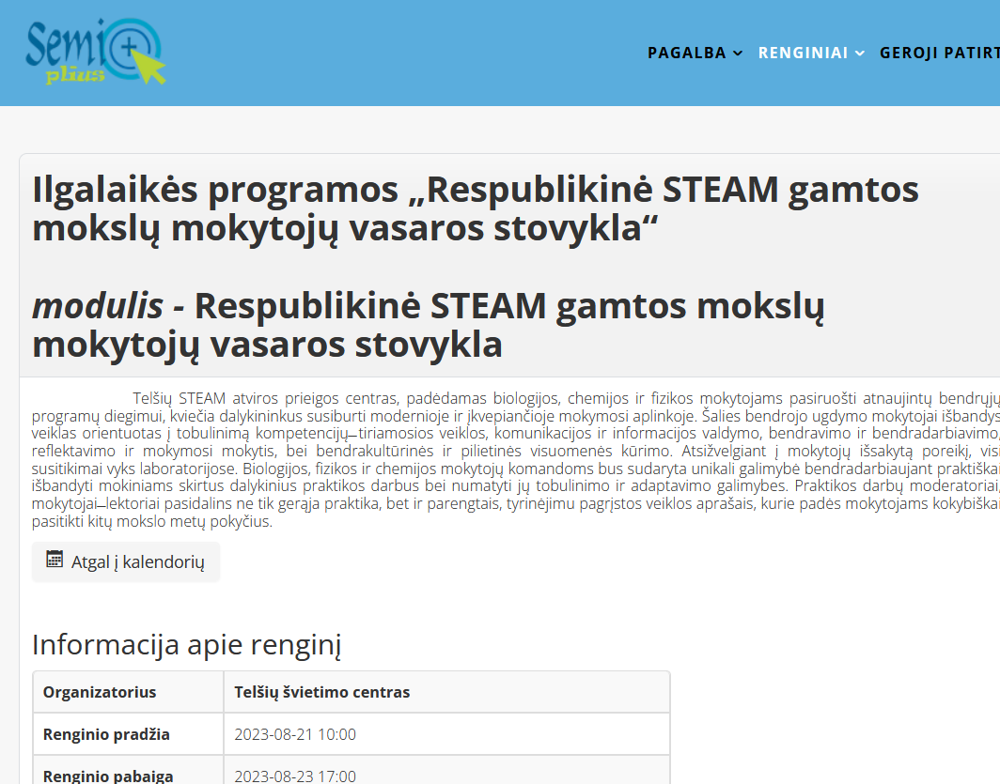 Semi
plius
PAGALBA RENGINIAI GEROJI PATIRT
Ilgalaikės programos „Respublikinė STEAM gamtos
mokslų mokytojų vasaros stovykla“
modulis - Respublikinė STEAM gamtos mokslų
mokytojų vasaros stovykla
Telšių STEAM atviros prieigos centras, padėdamas biologijos, chemijos ir fizikos mokytojams pasiruošti atnaujintų bendrųjų
programų diegimui, kviečia dalykininkus susiburti modernioje ir įkvepiančioje mokymosi aplinkoje. Šalies bendrojo ugdymo mokytojai išbandys
veiklas orientuotas į tobulinimą kompetencijų–tiriamosios veiklos, komunikacijos ir informacijos valdymo, bendravimo ir bendradarbiavimo,
reflektavimo ir mokymosi mokytis, bei bendrakultūrinės ir pilietinės visuomenės kūrimo. Atsižvelgiant į mokytojų išsakytą poreikį, visi
susitikimai vyks laboratorijose. Biologijos, fizikos ir chemijos mokytojų komandoms bus sudaryta unikali galimybė bendradarbiaujant praktiškai
išbandyti mokiniams skirtus dalykinius praktikos darbus bei numatyti jų tobulinimo ir adaptavimo galimybes. Praktikos darbų moderatoriai,
mokytojai–lektoriai pasidalins ne tik gerąja praktika, bet ir parengtais, tyrinėjimu pagrįstos veiklos aprašais, kurie padės mokytojams kokybiškai
pasitikti kitų mokslo metų pokyčius.
Atgal į kalendorių
Informacija apie renginį
Organizatorius Telšių švietimo centras
Renginio pradžia 2023-08-21 10:00
Renginio pabaiga 2023-08-23 17:00